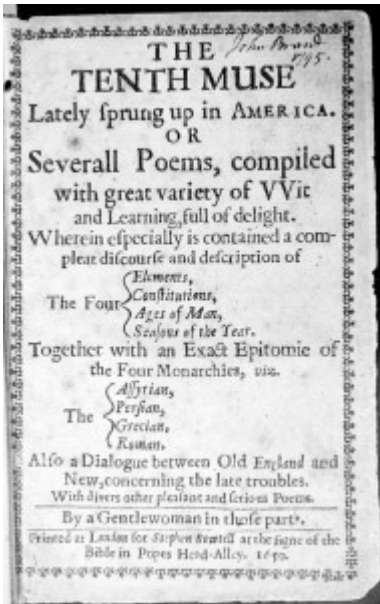 THE
John Brand
1795.
TENTH MUSE
Lately ſprung up in AMERICA.
OR
Severall Poems, compiled
with great variety of VVit
and Learning, full of delight.
Wherein eſpecially is contained a com-
pleat diſcourſe and deſcription of
The Four
Elements,
Conſtitutions,
Ages of Man,
Seaſons of the Year.
Together with an Exact Epitomie of
the Four Monarchies, viz.
The
Aſſyrian,
Perſian,
Grecian,
Roman.
Alſo a Dialogue between Old England and
New, concerning the late troubles.
With divers other pleaſant and ſerious Poems.
By a Gentlewoman in thoſe parts.
Printed at London for Stephen Bowtell at the ſigne of the
Bible in Popes Head-Alley. 1650.